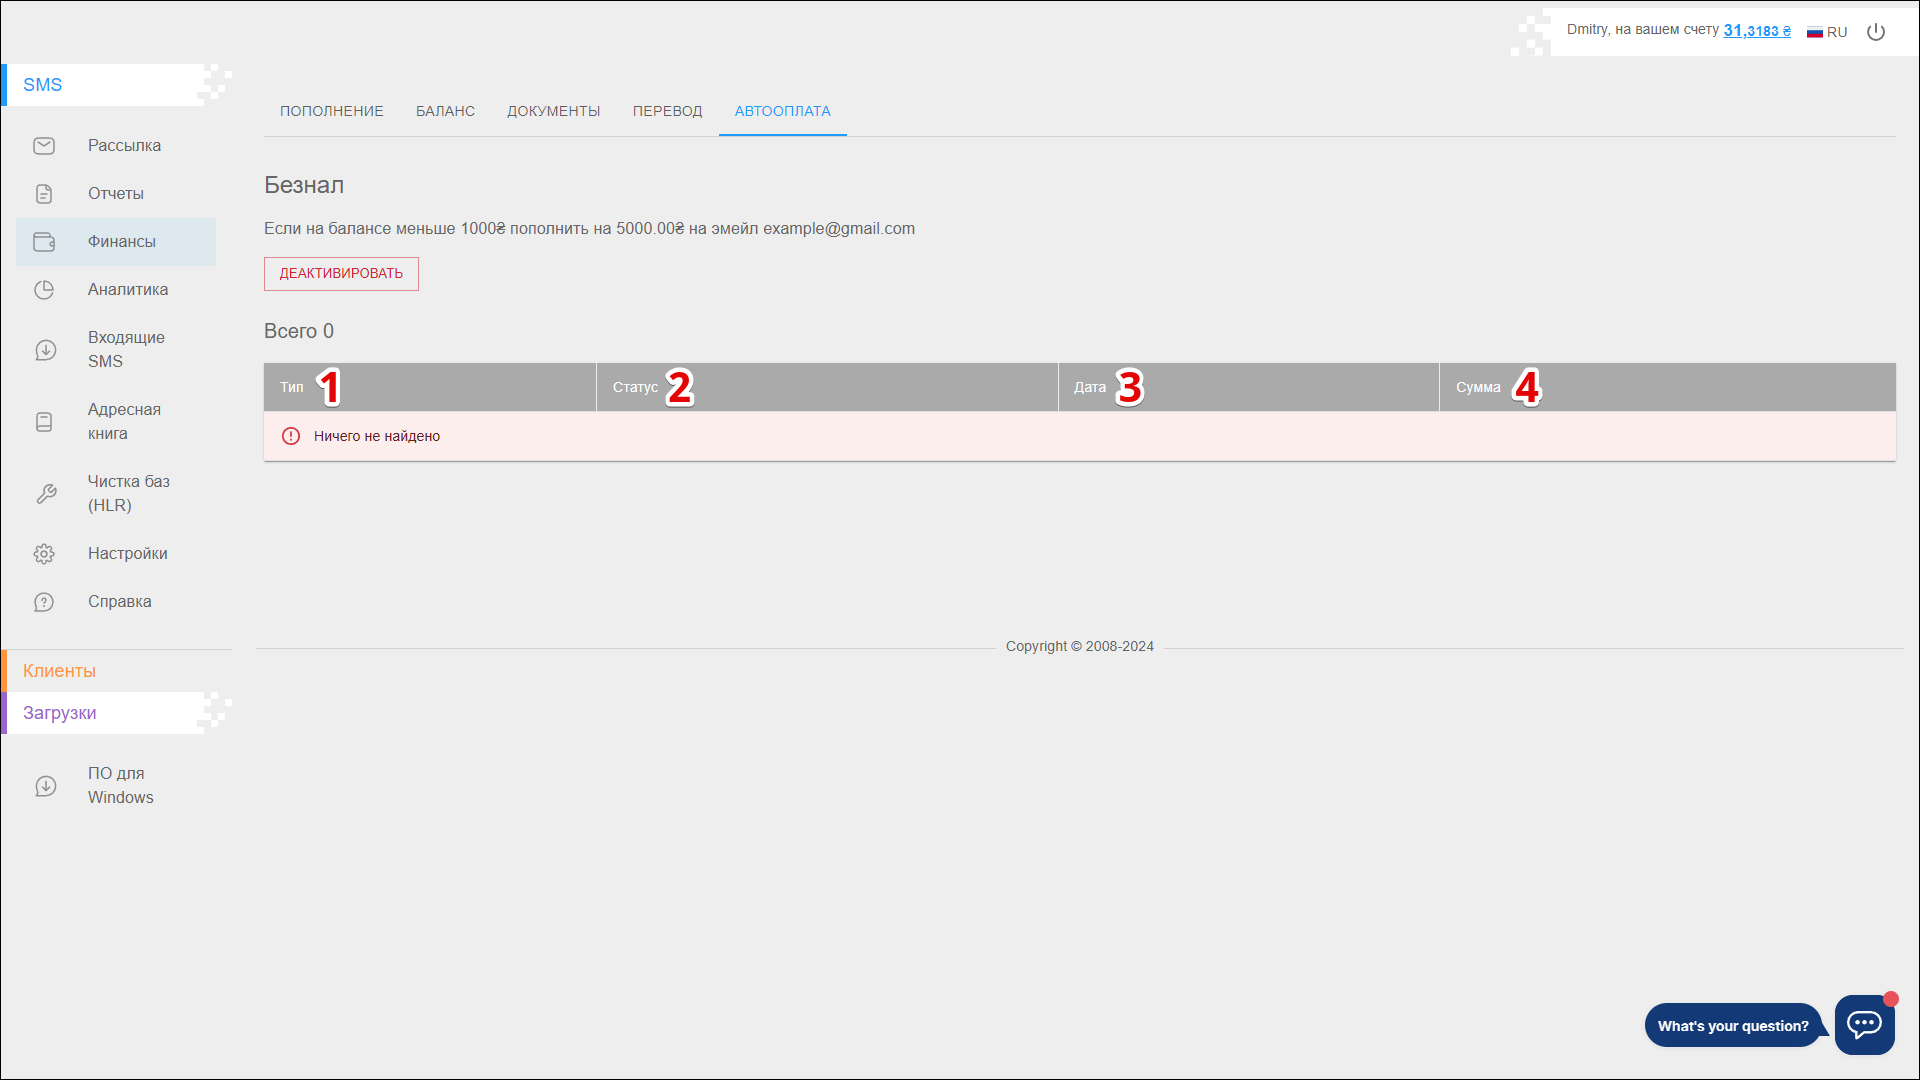 Dmitry, на вашем счету 31,3183 ₴ RU
SMS
ПОПОЛНЕНИЕ БАЛАНС ДОКУМЕНТЫ ПЕРЕВОД АВТООПЛАТА
Рассылка
Отчеты
Финансы
Аналитика
Входящие
SMS
Адресная
книга
Чистка баз
(HLR)
Настройки
Справка
Клиенты
Загрузки
ПО для
Windows
Безнал
Если на балансе меньше 1000₴ пополнить на 5000.00₴ на эмейл example@gmail.com
ДЕАКТИВИРОВАТЬ
Всего 0
Тип 1 Статус 2 Дата 3 Сумма 4
Ничего не найдено
Copyright © 2008-2024
What's your question?